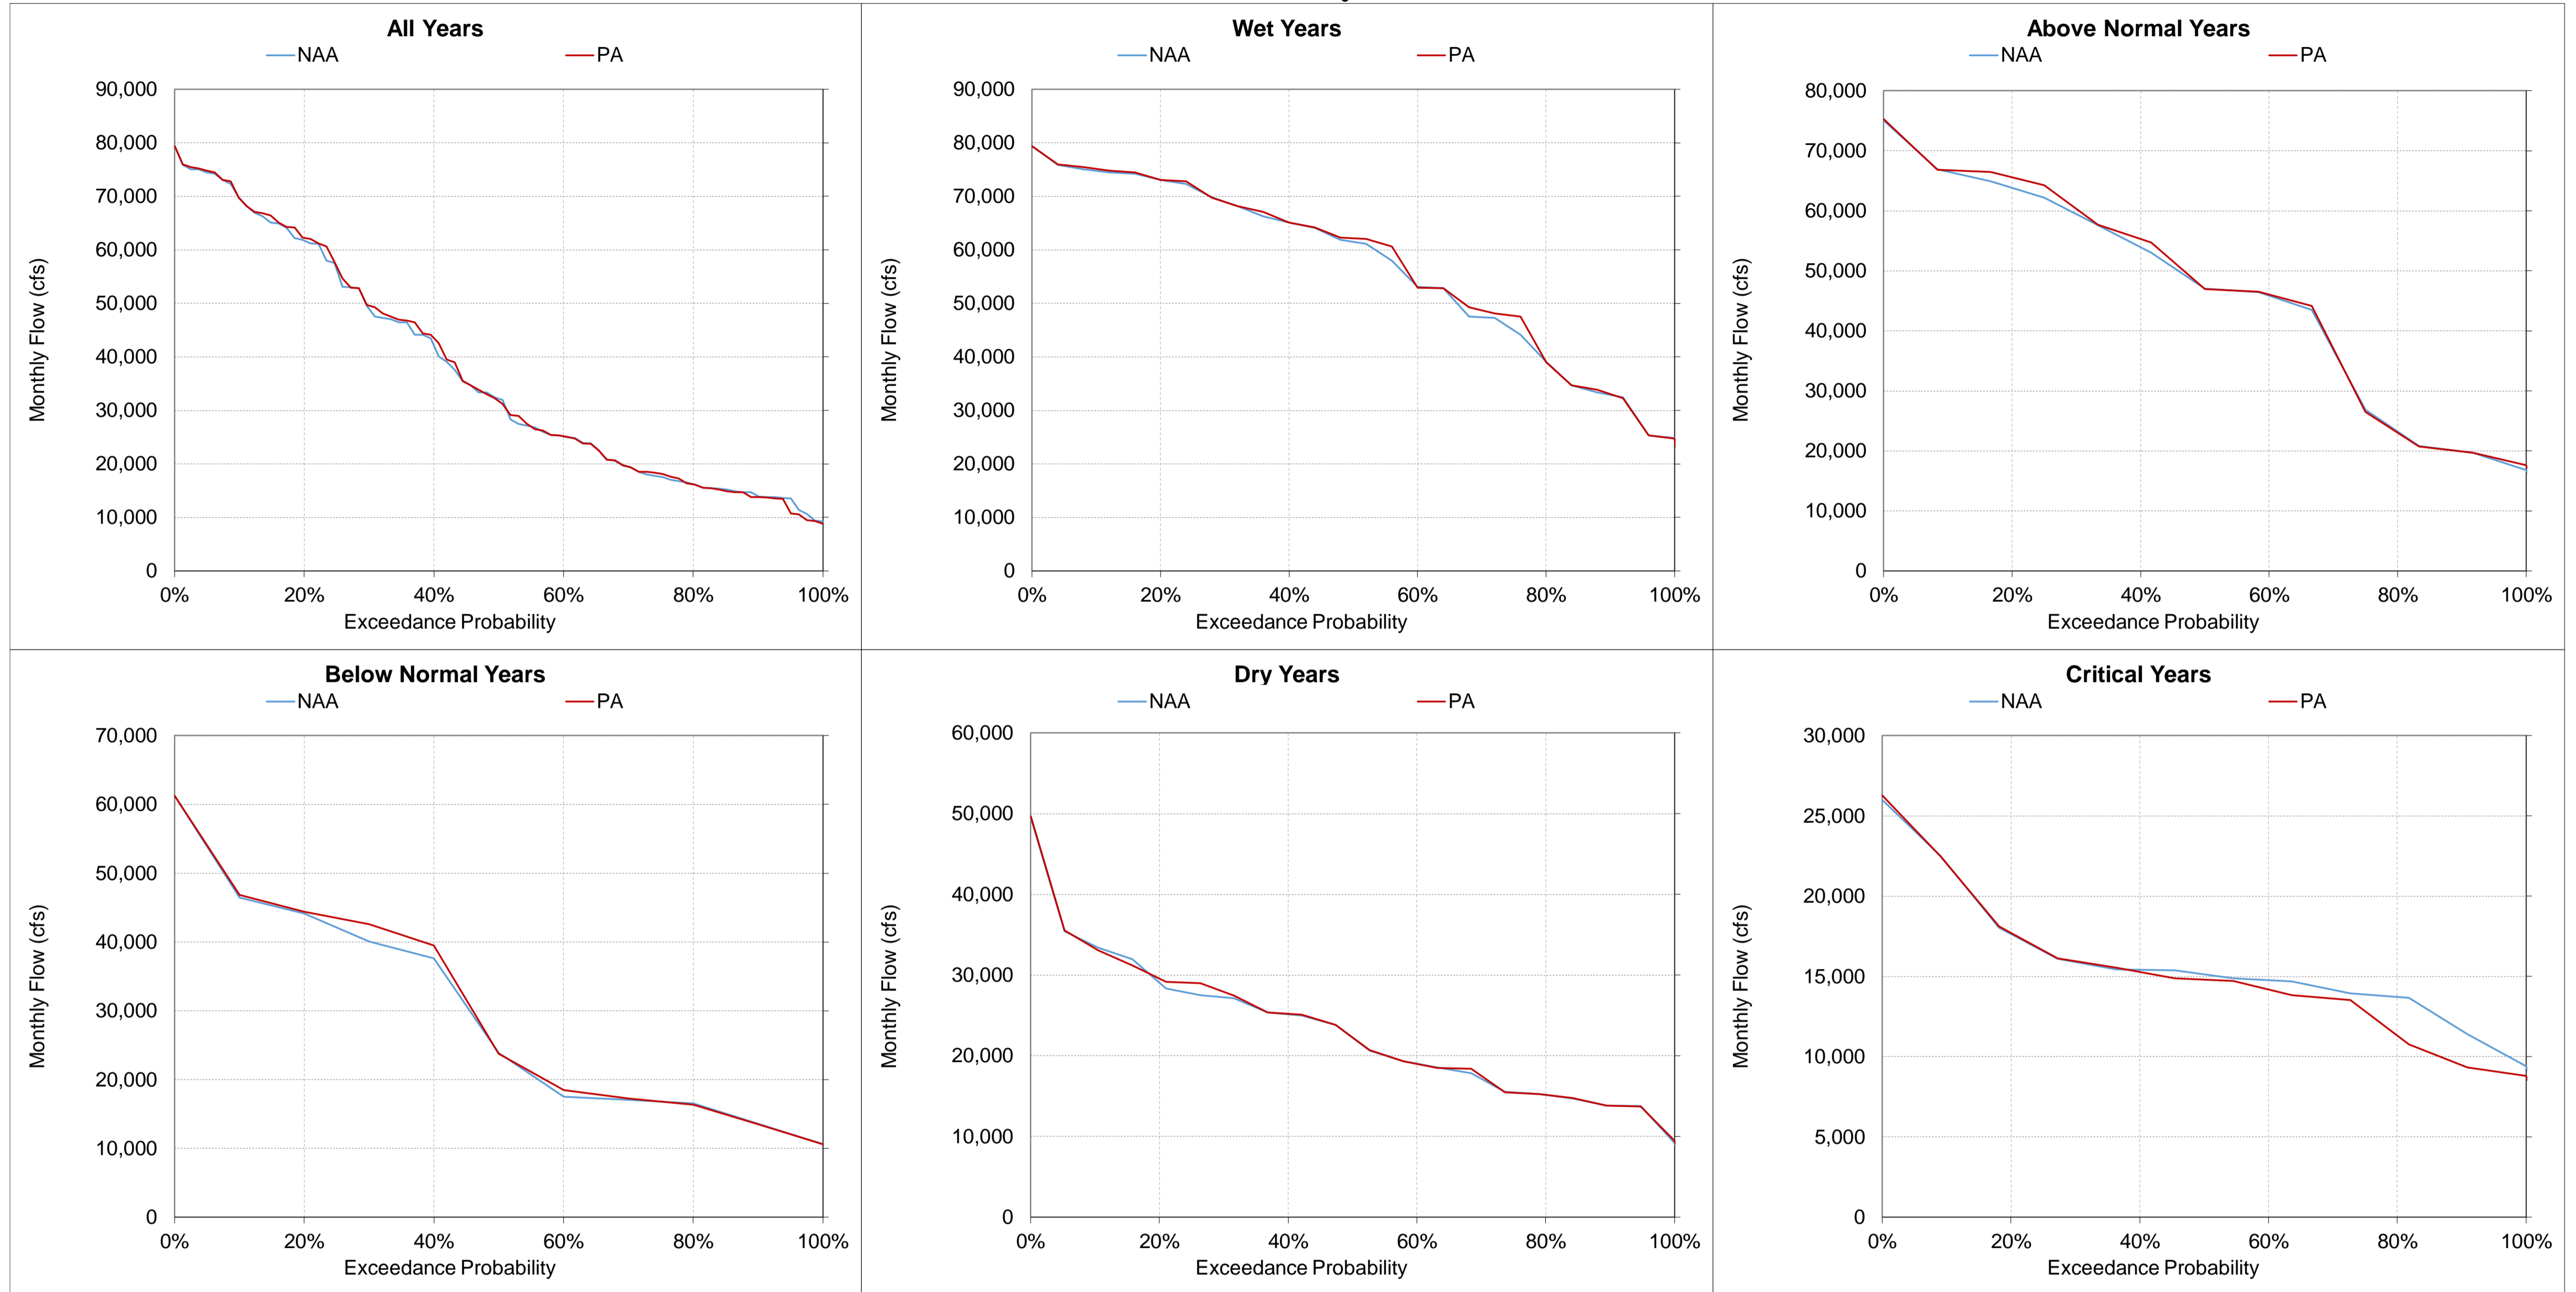 All Years
NAA PA
90,000
80,000
70,000
60,000
50,000
40,000
30,000
20,000
10,000
0
0% 20% 40% 60% 80% 100%
Monthly Flow (cfs)
Exceedance Probability
Wet Years
NAA PA
90,000
80,000
70,000
60,000
50,000
40,000
30,000
20,000
10,000
0
0% 20% 40% 60% 80% 100%
Monthly Flow (cfs)
Exceedance Probability
Above Normal Years
NAA PA
80,000
70,000
60,000
50,000
40,000
30,000
20,000
10,000
0
0% 20% 40% 60% 80% 100%
Monthly Flow (cfs)
Exceedance Probability
Below Normal Years
NAA PA
70,000
60,000
50,000
40,000
30,000
20,000
10,000
0
0% 20% 40% 60% 80% 100%
Monthly Flow (cfs)
Exceedance Probability
Dry Years
NAA PA
60,000
50,000
40,000
30,000
20,000
10,000
0
0% 20% 40% 60% 80% 100%
Monthly Flow (cfs)
Exceedance Probability
Critical Years
NAA PA
30,000
25,000
20,000
15,000
10,000
5,000
0
0% 20% 40% 60% 80% 100%
Monthly Flow (cfs)
Exceedance Probability